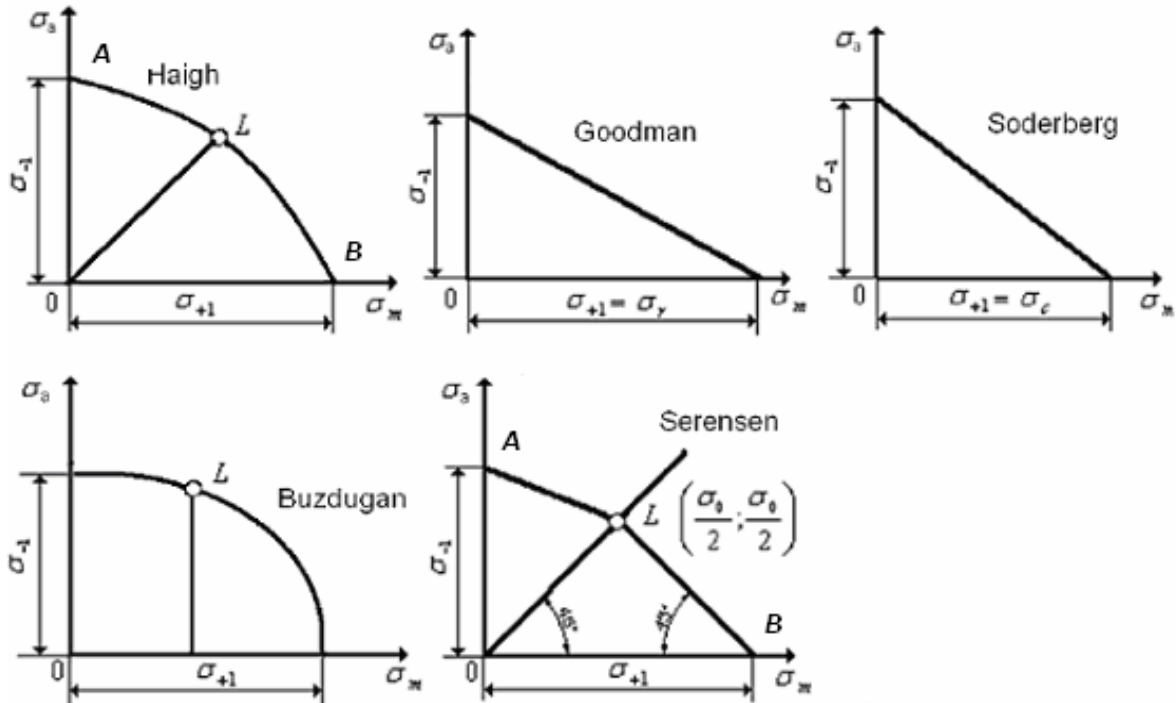 σₐ
A
Haigh
L
σ₋₁
B
0
σ₊₁
σₘ
σₐ
Goodman
σ₋₁
0
σ₊₁ = σᵣ
σₘ
σₐ
Soderberg
σ₋₁
0
σ₊₁ = σ_c
σₘ
σₐ
L
Buzdugan
σ₋₁
0
σ₊₁
σₘ
σₐ
A
Serensen
L (σ₀/2 ; σ₀/2)
σ₋₁
45° 45°
B
0
σ₊₁
σₘ